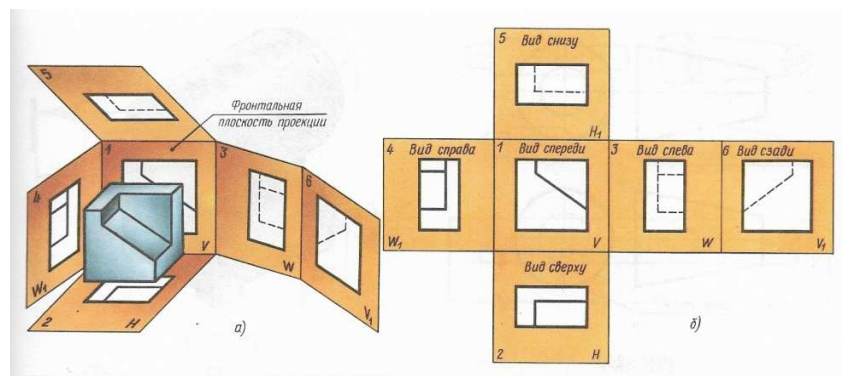 5
Фронтальная
плоскость проекции
1
3
4
6
V
W
W₁
V₁
2
H
а)
5
Вид снизу
H₁
4 Вид справа
1 Вид спереди
3 Вид слева
6 Вид сзади
W₁
V
W
V₁
Вид сверху
2
H
б)